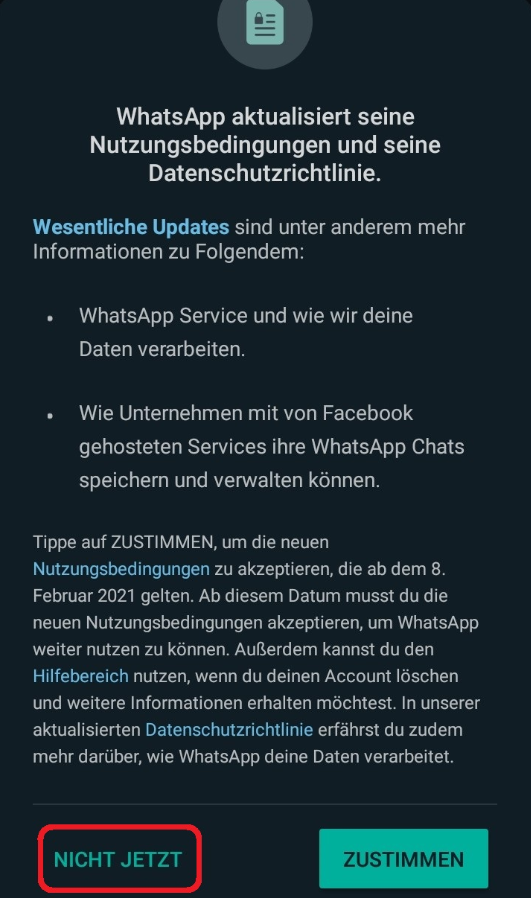 WhatsApp aktualisiert seine
Nutzungsbedingungen und seine
Datenschutzrichtlinie.
Wesentliche Updates sind unter anderem mehr
Informationen zu Folgendem:
• WhatsApp Service und wie wir deine
Daten verarbeiten.
• Wie Unternehmen mit von Facebook
gehosteten Services ihre WhatsApp Chats
speichern und verwalten können.
Tippe auf ZUSTIMMEN, um die neuen
Nutzungsbedingungen zu akzeptieren, die ab dem 8.
Februar 2021 gelten. Ab diesem Datum musst du die
neuen Nutzungsbedingungen akzeptieren, um WhatsApp
weiter nutzen zu können. Außerdem kannst du den
Hilfebereich nutzen, wenn du deinen Account löschen
und weitere Informationen erhalten möchtest. In unserer
aktualisierten Datenschutzrichtlinie erfährst du zudem
mehr darüber, wie WhatsApp deine Daten verarbeitet.
NICHT JETZT ZUSTIMMEN